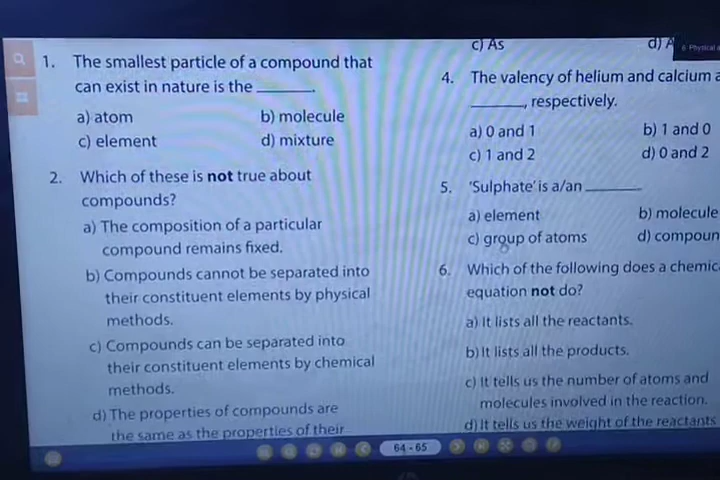 1. The smallest particle of a compound that
can exist in nature is the ______.
a) atom b) molecule
c) element d) mixture
2. Which of these is not true about
compounds?
a) The composition of a particular
compound remains fixed.
b) Compounds cannot be separated into
their constituent elements by physical
methods.
c) Compounds can be separated into
their constituent elements by chemical
methods.
d) The properties of compounds are
the same as the properties of their
c) As d) A
6 Physical a
4. The valency of helium and calcium a
______, respectively.
a) 0 and 1 b) 1 and 0
c) 1 and 2 d) 0 and 2
5. 'Sulphate' is a/an ______
a) element b) molecule
c) group of atoms d) compoun
6. Which of the following does a chemic
equation not do?
a) It lists all the reactants.
b) It lists all the products.
c) It tells us the number of atoms and
molecules involved in the reaction.
d) It tells us the weight of the reactants
64 - 65